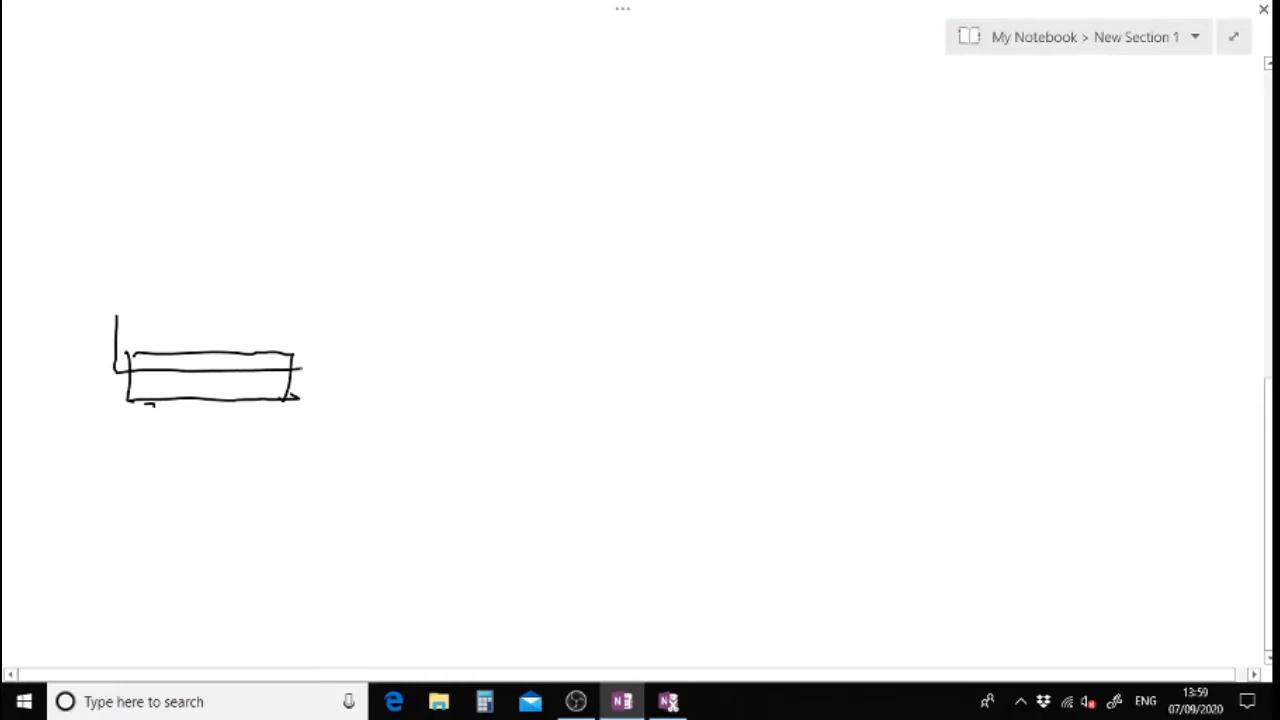 My Notebook > New Section 1
Type here to search
ENG
13:59
07/09/2020